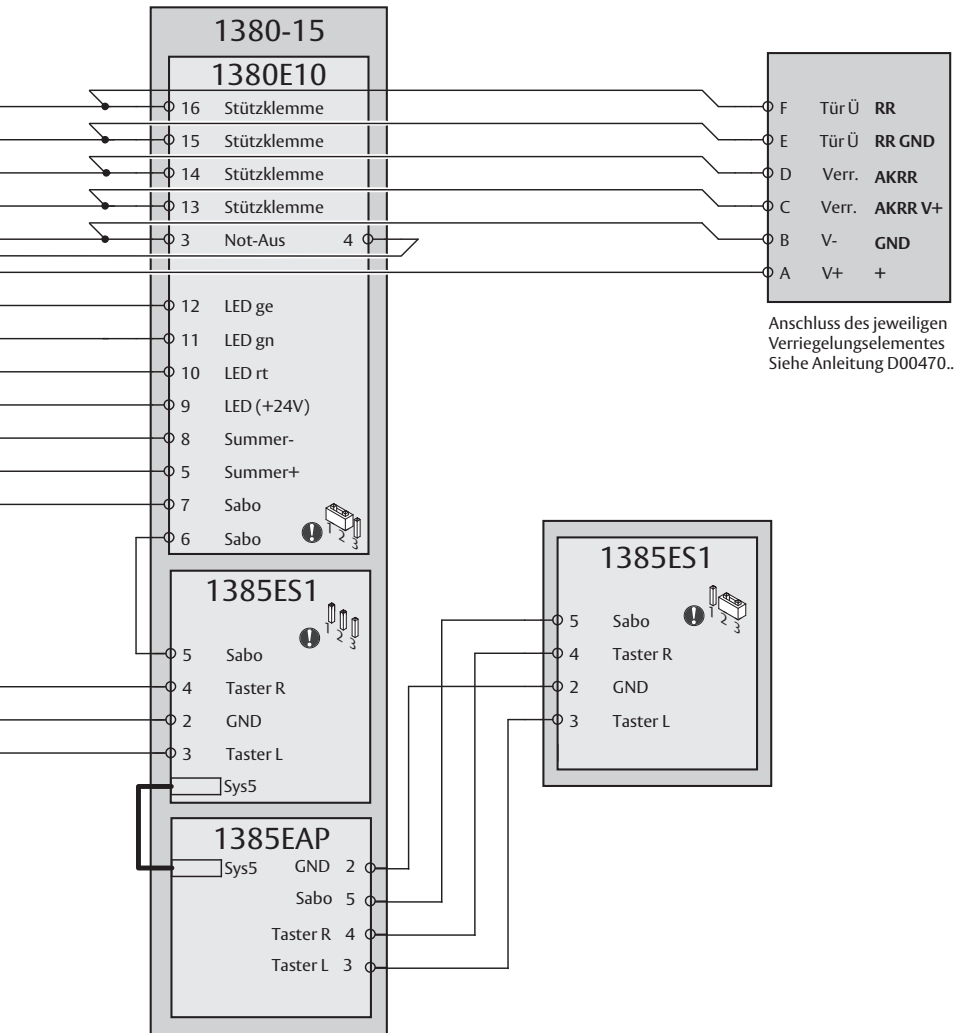 1380-15
1380E10
16 Stützklemme
15 Stützklemme
14 Stützklemme
13 Stützklemme
3 Not-Aus 4
12 LED ge
11 LED gn
10 LED rt
9 LED (+24V)
8 Summer-
5 Summer+
7 Sabo
6 Sabo
1 2 3
1385ES1
1 2 3
5 Sabo
4 Taster R
2 GND
3 Taster L
Sys5
1385EAP
Sys5 GND 2
Sabo 5
Taster R 4
Taster L 3
F Tür Ü RR
E Tür Ü RR GND
D Verr. AKRR
C Verr. AKRR V+
B V- GND
A V+ +
Anschluss des jeweiligen
Verriegelungselementes
Siehe Anleitung D00470..
1385ES1
1 2 3
5 Sabo
4 Taster R
2 GND
3 Taster L